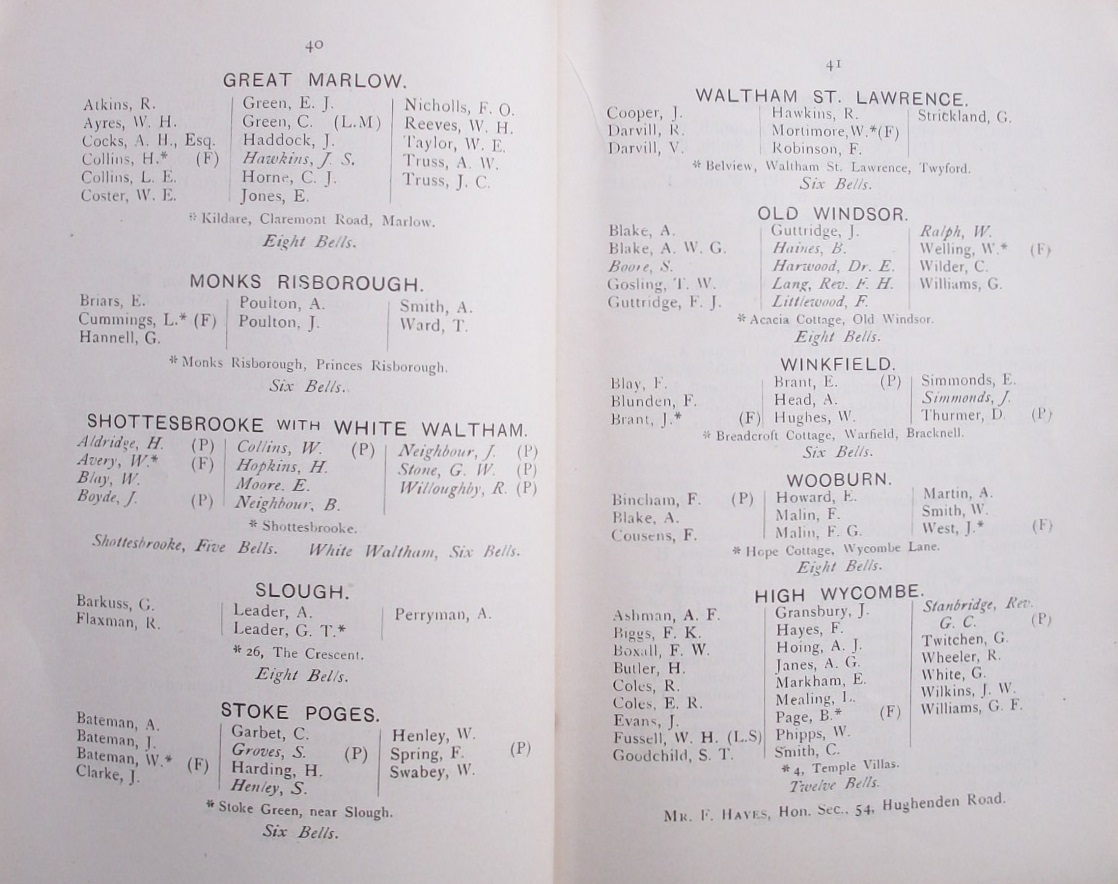 40
GREAT MARLOW.
Atkins, R.
Ayres, W. H.
Cocks, A. H., Esq.
Collins, H.* (F)
Collins, L. E.
Coster, W. E.
Green, E. J.
Green, C. (L.M)
Haddock, J.
Hawkins, J. S.
Horne, C. J.
Jones, E.
Nicholls, F. O.
Reeves, W. H.
Taylor, W. E.
Truss, A. W.
Truss, J. C.
* Kildare, Claremont Road, Marlow.
Eight Bells.
MONKS RISBOROUGH.
Briars, E.
Cummings, L.* (F)
Hannell, G.
Poulton, A.
Poulton, J.
Smith, A.
Ward, T.
* Monks Risborough, Princes Risborough.
Six Bells.
SHOTTESBROOKE WITH WHITE WALTHAM.
Aldridge, H. (P)
Avery, W.* (F)
Blay, W.
Boyde, J. (P)
Collins, W. (P)
Hopkins, H.
Moore. E.
Neighbour, B.
Neighbour, J. (P)
Stone, G. W. (P)
Willoughby, R. (P)
* Shottesbrooke.
Shottesbrooke, Five Bells. White Waltham, Six Bells.
SLOUGH.
Barkuss, G.
Flaxman, R.
Leader, A.
Leader, G. T.*
Perryman, A.
* 26, The Crescent.
Eight Bells.
STOKE POGES.
Bateman, A.
Bateman, J.
Bateman, W.* (F)
Clarke, J.
Garbet, C.
Groves, S. (P)
Harding, H.
Henley, S.
Henley, W.
Spring, F. (P)
Swabey, W.
* Stoke Green, near Slough.
Six Bells.
41
WALTHAM ST. LAWRENCE.
Cooper, J.
Darvill, R.
Darvill, V.
Hawkins, R.
Mortimore, W.* (F)
Robinson, F.
Strickland, G.
* Belview, Waltham St. Lawrence, Twyford.
Six Bells.
OLD WINDSOR.
Blake, A.
Blake, A. W. G.
Boore, S.
Gosling, T. W.
Guttridge, F. J.
Guttridge, J.
Haines, B.
Harwood, Dr. E.
Lang, Rev. F. H.
Littlewood, F.
Ralph, W.
Welling, W.* (F)
Wilder, C.
Williams, G.
* Acacia Cottage, Old Windsor.
Eight Bells.
WINKFIELD.
Blay, F.
Blunden, F.
Brant, J.* (F)
Brant, E. (P)
Head, A.
Hughes, W.
Simmonds, E.
Simmonds, J.
Thurmer, D. (P)
* Breadcroft Cottage, Warfield, Bracknell.
Six Bells.
WOOBURN.
Bincham, F. (P)
Blake, A.
Cousens, F.
Howard, E.
Malin, F.
Malin, F. G.
Martin, A.
Smith, W.
West, J.* (F)
* Hope Cottage, Wycombe Lane.
Eight Bells.
HIGH WYCOMBE.
Ashman, A. F.
Biggs, F. K.
Boxall, F. W.
Butler, H.
Coles, R.
Coles, E. R.
Evans, J.
Fussell, W. H. (L.S)
Goodchild, S. T.
Gransbury, J.
Hayes, F.
Hoing, A. J.
Janes, A. G.
Markham, E.
Mealing, L.
Page, B.* (F)
Phipps, W.
Smith, C.
Stanbridge, Rev.
G. C. (P)
Twitchen, G.
Wheeler, R.
White, G.
Wilkins, J. W.
Williams, G. F.
* 4, Temple Villas.
Twelve Bells.
MR. F. HAYES, Hon. Sec., 54, Hughenden Road.